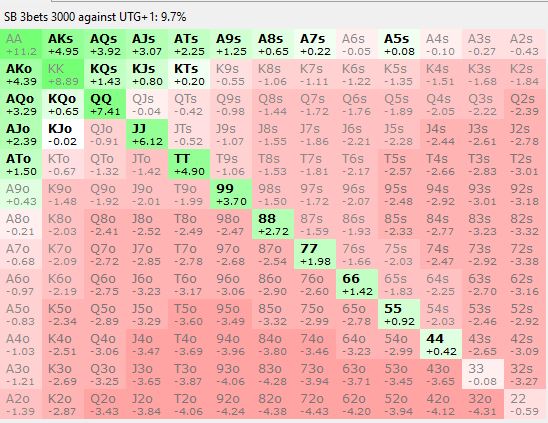 SB 3bets 3000 against UTG+1: 9.7%
AA AKs AQs AJs ATs A9s A8s A7s A6s A5s A4s A3s A2s
+11.2 +4.95 +3.92 +3.07 +2.25 +1.25 +0.65 +0.22 -0.05 +0.08 -0.10 -0.27 -0.43
AKo KK KQs KJs KTs K9s K8s K7s K6s K5s K4s K3s K2s
+4.39 +8.89 +1.43 +0.80 +0.20 -0.55 -1.06 -1.11 -1.22 -1.35 -1.51 -1.68 -1.84
AQo KQo QQ QJs QTs Q9s Q8s Q7s Q6s Q5s Q4s Q3s Q2s
+3.29 +0.65 +7.41 -0.04 -0.42 -0.98 -1.44 -1.72 -1.76 -1.89 -2.05 -2.22 -2.39
AJo KJo QJo JJ JTs J9s J8s J7s J6s J5s J4s J3s J2s
+2.39 -0.02 -0.91 +6.12 -0.52 -1.07 -1.55 -1.86 -2.21 -2.28 -2.44 -2.61 -2.78
ATo KTo QTo JTo TT T9s T8s T7s T6s T5s T4s T3s T2s
+1.50 -0.67 -1.32 -1.42 +4.90 -1.06 -1.53 -1.81 -2.17 -2.57 -2.66 -2.83 -3.01
A9o K9o Q9o J9o T9o 99 98s 97s 96s 95s 94s 93s 92s
+0.43 -1.48 -1.92 -2.01 -1.99 +3.70 -1.50 -1.72 -2.07 -2.48 -2.92 -3.01 -3.18
A8o K8o Q8o J8o T8o 98o 88 87s 86s 85s 84s 83s 82s
-0.21 -2.03 -2.41 -2.52 -2.49 -2.47 +2.72 -1.59 -1.93 -2.33 -2.77 -3.23 -3.32
A7o K7o Q7o J7o T7o 97o 87o 77 76s 75s 74s 73s 72s
-0.68 -2.09 -2.72 -2.85 -2.78 -2.68 -2.54 +1.98 -1.66 -2.03 -2.47 -2.92 -3.38
A6o K6o Q6o J6o T6o 96o 86o 76o 66 65s 64s 63s 62s
-0.97 -2.19 -2.75 -3.23 -3.17 -3.06 -2.90 -2.60 +1.42 -1.83 -2.25 -2.70 -3.16
A5o K5o Q5o J5o T5o 95o 85o 75o 65o 55 54s 53s 52s
-0.83 -2.34 -2.89 -3.29 -3.60 -3.49 -3.32 -2.99 -2.78 +0.92 -2.03 -2.46 -2.92
A4o K4o Q4o J4o T4o 94o 84o 74o 64o 54o 44 43s 42s
-1.03 -2.51 -3.06 -3.47 -3.69 -3.96 -3.80 -3.46 -3.23 -2.99 +0.42 -2.65 -3.09
A3o K3o Q3o J3o T3o 93o 83o 73o 63o 53o 43o 33 32s
-1.21 -2.69 -3.25 -3.65 -3.87 -4.06 -4.28 -3.94 -3.71 -3.45 -3.65 -0.08 -3.27
A2o K2o Q2o J2o T2o 92o 82o 72o 62o 52o 42o 32o 22
-1.39 -2.87 -3.43 -3.84 -4.06 -4.24 -4.38 -4.43 -4.20 -3.94 -4.12 -4.31 -0.59